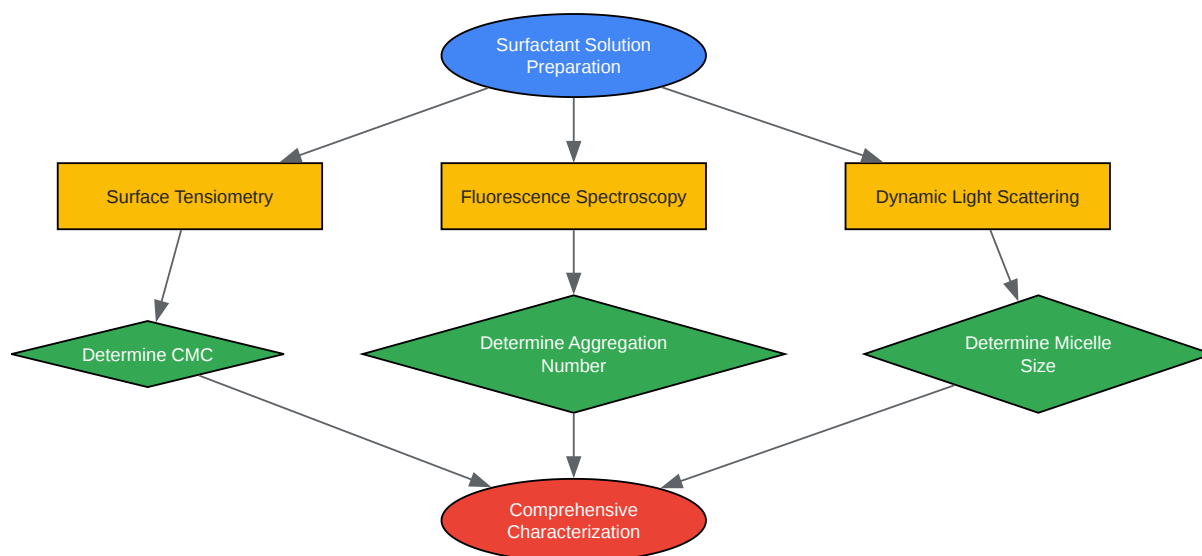 Surfactant Solution
Preparation
Surface Tensiometry
Fluorescence Spectroscopy
Dynamic Light Scattering
Determine CMC
Determine Aggregation
Number
Determine Micelle
Size
Comprehensive
Characterization